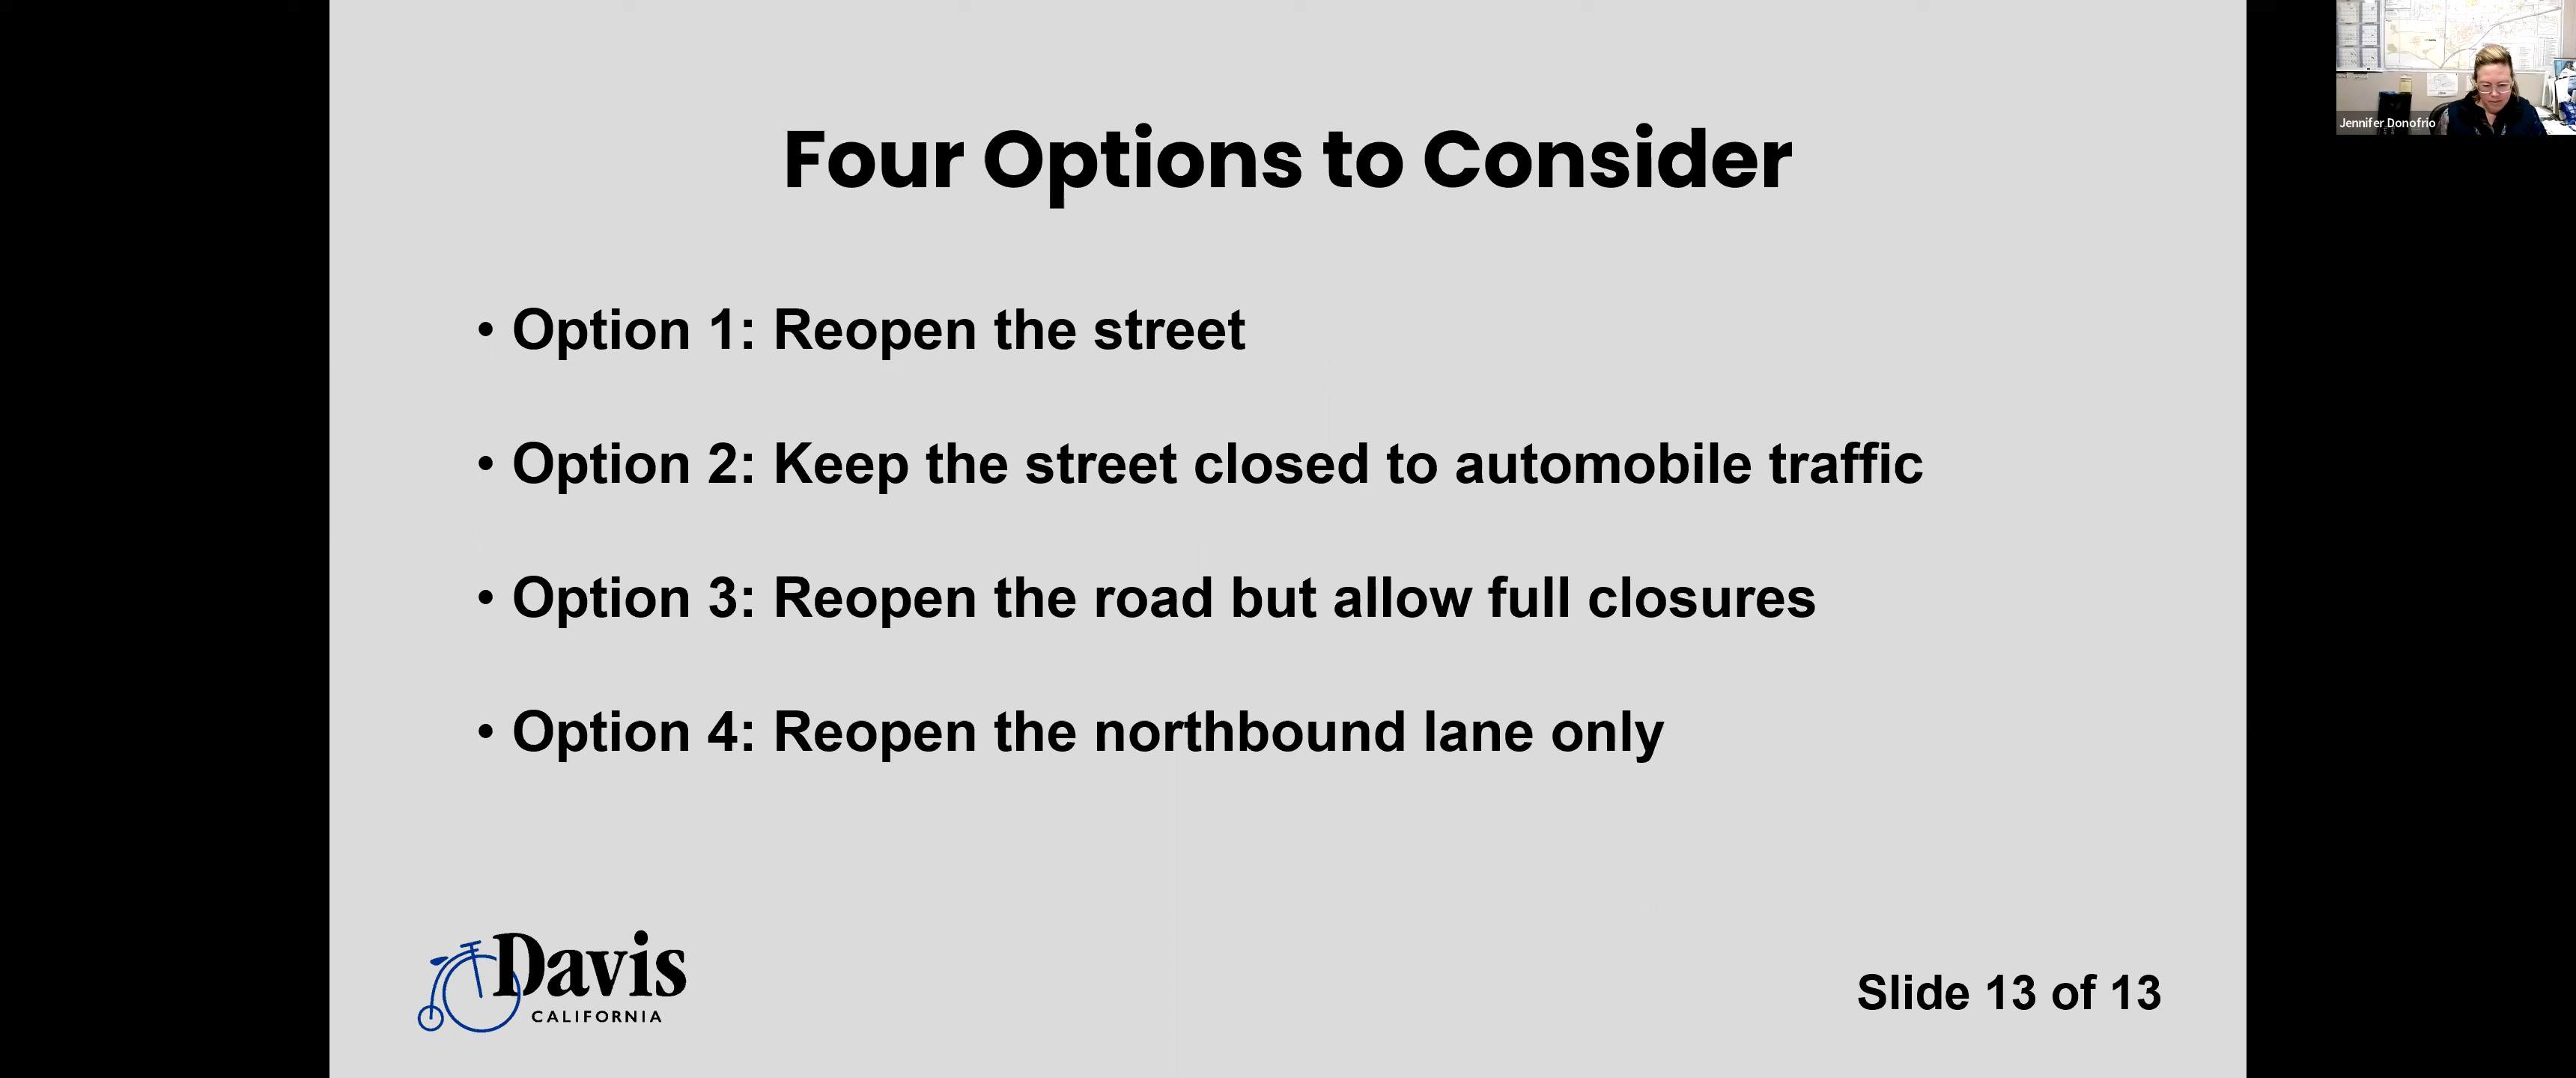 Four Options to Consider
• Option 1: Reopen the street
• Option 2: Keep the street closed to automobile traffic
• Option 3: Reopen the road but allow full closures
• Option 4: Reopen the northbound lane only
Davis
CALIFORNIA
Slide 13 of 13
Jennifer Donofrio